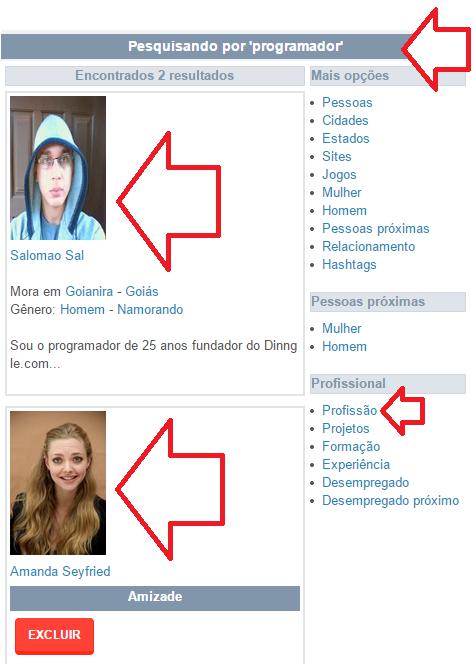 Pesquisando por 'programador'
Encontrados 2 resultados
Salomao Sal
Mora em Goianira - Goiás
Gênero: Homem - Namorando
Sou o programador de 25 anos fundador do Dinng
le.com...
Amanda Seyfried
Amizade
EXCLUIR
Mais opções
Pessoas
Cidades
Estados
Sites
Jogos
Mulher
Homem
Pessoas próximas
Relacionamento
Hashtags
Pessoas próximas
Mulher
Homem
Profissional
Profissão
Projetos
Formação
Experiência
Desempregado
Desempregado próximo